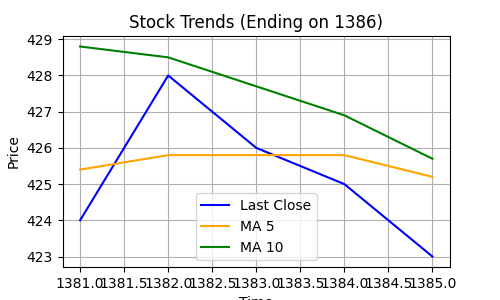 Stock Trends (Ending on 1386)
429
428
427
426
425
424
423
Price
Last Close
MA 5
MA 10
1381.0 1381.5 1382.0 1382.5 1383.0 1383.5 1384.0 1384.5 1385.0
Time